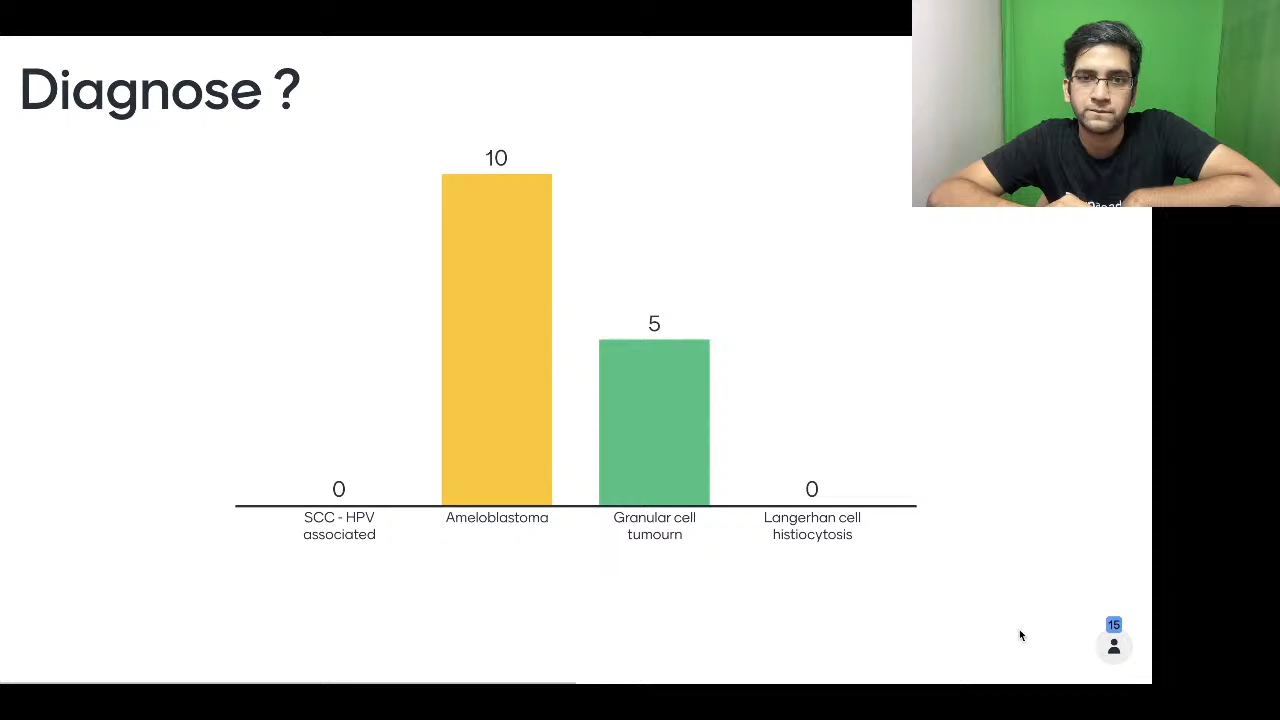 Diagnose ?
10
5
0
0
SCC - HPV
associated
Ameloblastoma
Granular cell
tumourn
Langerhan cell
histiocytosis
15